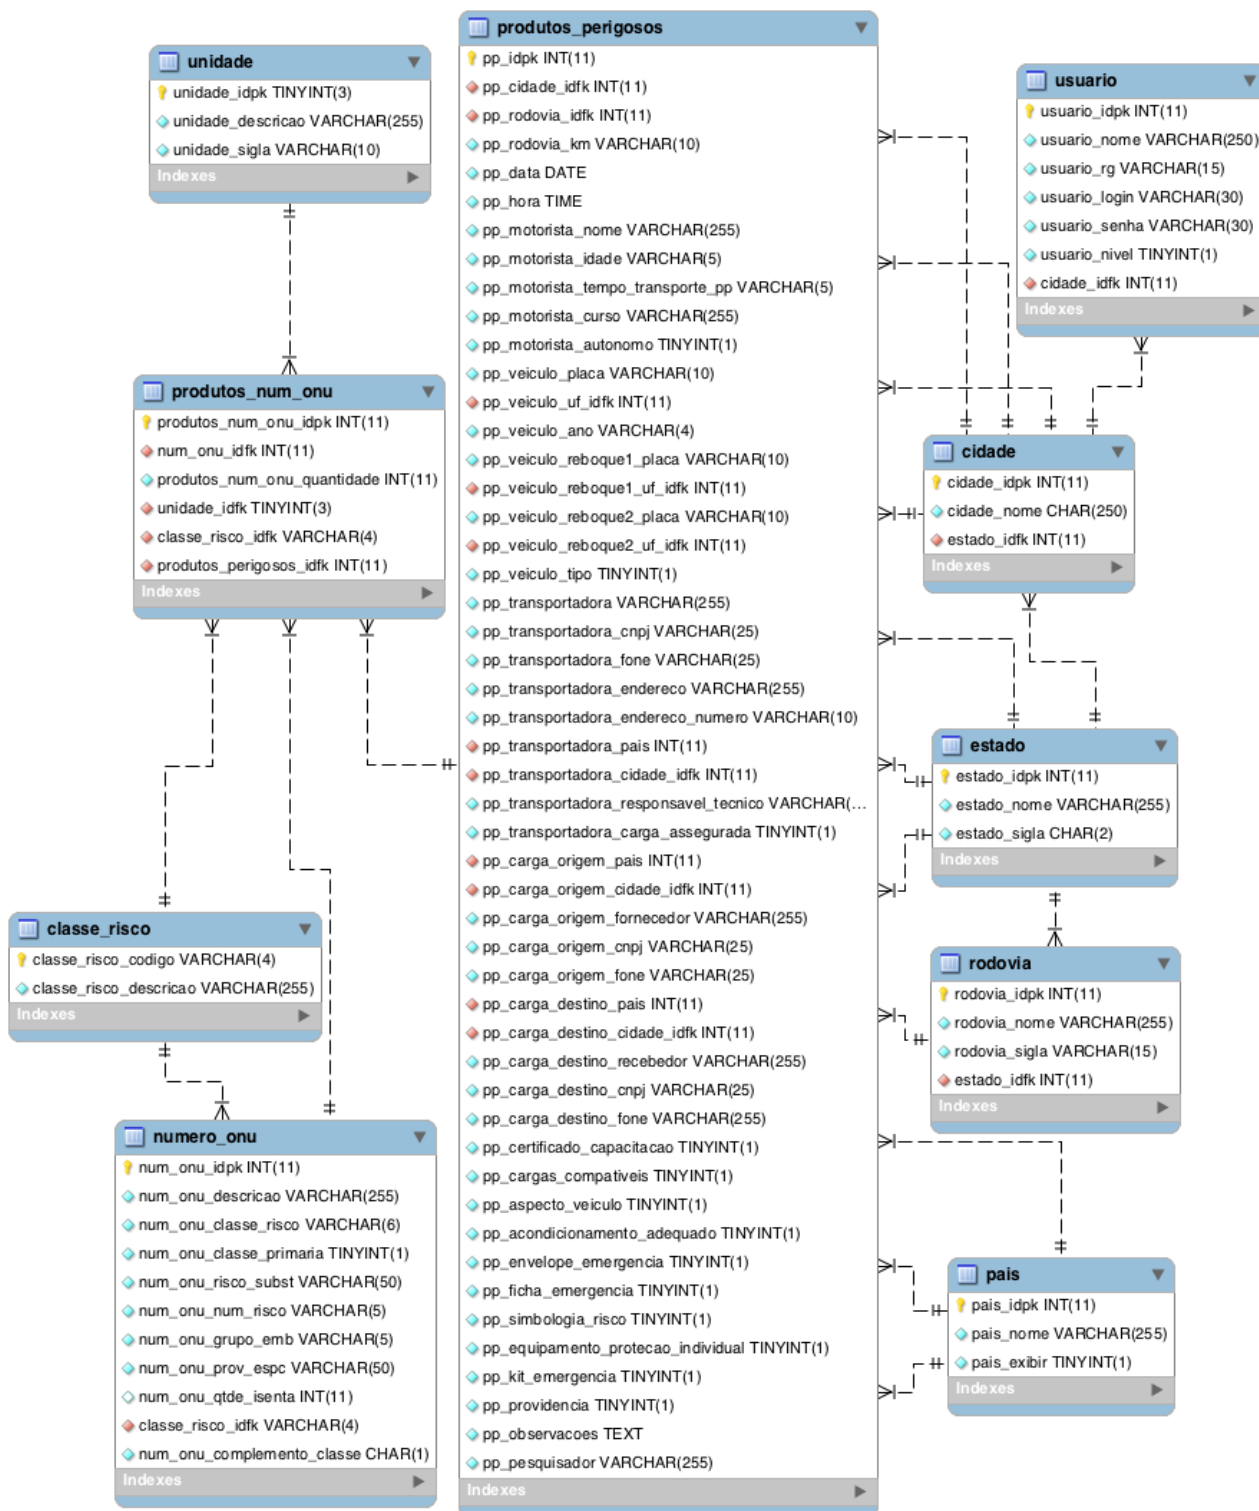 unidade
unidade_idpk TINYINT(3)
unidade_descricao VARCHAR(255)
unidade_sigla VARCHAR(10)
Indexes
produtos_num_onu
produtos_num_onu_idpk INT(11)
num_onu_idfk INT(11)
produtos_num_onu_quantidade INT(11)
unidade_idfk TINYINT(3)
classe_risco_idfk VARCHAR(4)
produtos_perigosos_idfk INT(11)
Indexes
classe_risco
classe_risco_codigo VARCHAR(4)
classe_risco_descricao VARCHAR(255)
Indexes
numero_onu
num_onu_idpk INT(11)
num_onu_descricao VARCHAR(255)
num_onu_classe_risco VARCHAR(6)
num_onu_classe_primaria TINYINT(1)
num_onu_risco_subst VARCHAR(50)
num_onu_num_risco VARCHAR(5)
num_onu_grupo_emb VARCHAR(5)
num_onu_prov_espc VARCHAR(50)
num_onu_qtde_isenta INT(11)
classe_risco_idfk VARCHAR(4)
num_onu_complemento_classe CHAR(1)
Indexes
produtos_perigosos
pp_idpk INT(11)
pp_cidade_idfk INT(11)
pp_rodovia_idfk INT(11)
pp_rodovia_km VARCHAR(10)
pp_data DATE
pp_hora TIME
pp_motorista_nome VARCHAR(255)
pp_motorista_idade VARCHAR(5)
pp_motorista_tempo_transporte_pp VARCHAR(5)
pp_motorista_curso VARCHAR(255)
pp_motorista_autonomo TINYINT(1)
pp_veiculo_placa VARCHAR(10)
pp_veiculo_uf_idfk INT(11)
pp_veiculo_ano VARCHAR(4)
pp_veiculo_reboque1_placa VARCHAR(10)
pp_veiculo_reboque1_uf_idfk INT(11)
pp_veiculo_reboque2_placa VARCHAR(10)
pp_veiculo_reboque2_uf_idfk INT(11)
pp_veiculo_tipo TINYINT(1)
pp_transportadora VARCHAR(255)
pp_transportadora_cnpj VARCHAR(25)
pp_transportadora_fone VARCHAR(25)
pp_transportadora_endereco VARCHAR(255)
pp_transportadora_endereco_numero VARCHAR(10)
pp_transportadora_pais INT(11)
pp_transportadora_cidade_idfk INT(11)
pp_transportadora_responsavel_tecnico VARCHAR(...
pp_transportadora_carga_assegurada TINYINT(1)
pp_carga_origem_pais INT(11)
pp_carga_origem_cidade_idfk INT(11)
pp_carga_origem_fornecedor VARCHAR(255)
pp_carga_origem_cnpj VARCHAR(25)
pp_carga_origem_fone VARCHAR(25)
pp_carga_destino_pais INT(11)
pp_carga_destino_cidade_idfk INT(11)
pp_carga_destino_recebedor VARCHAR(255)
pp_carga_destino_cnpj VARCHAR(25)
pp_carga_destino_fone VARCHAR(255)
pp_certificado_capacitacao TINYINT(1)
pp_cargas_compativeis TINYINT(1)
pp_aspecto_veiculo TINYINT(1)
pp_acondicionamento_adequado TINYINT(1)
pp_envelope_emergencia TINYINT(1)
pp_ficha_emergencia TINYINT(1)
pp_simbologia_risco TINYINT(1)
pp_equipamento_protecao_individual TINYINT(1)
pp_kit_emergencia TINYINT(1)
pp_providencia TINYINT(1)
pp_observacoes TEXT
pp_pesquisador VARCHAR(255)
Indexes
usuario
usuario_idpk INT(11)
usuario_nome VARCHAR(250)
usuario_rg VARCHAR(15)
usuario_login VARCHAR(30)
usuario_senha VARCHAR(30)
usuario_nivel TINYINT(1)
cidade_idfk INT(11)
Indexes
cidade
cidade_idpk INT(11)
cidade_nome CHAR(250)
estado_idfk INT(11)
Indexes
estado
estado_idpk INT(11)
estado_nome VARCHAR(255)
estado_sigla CHAR(2)
Indexes
rodovia
rodovia_idpk INT(11)
rodovia_nome VARCHAR(255)
rodovia_sigla VARCHAR(15)
estado_idfk INT(11)
Indexes
pais
pais_idpk INT(11)
pais_nome VARCHAR(255)
pais_exibir TINYINT(1)
Indexes